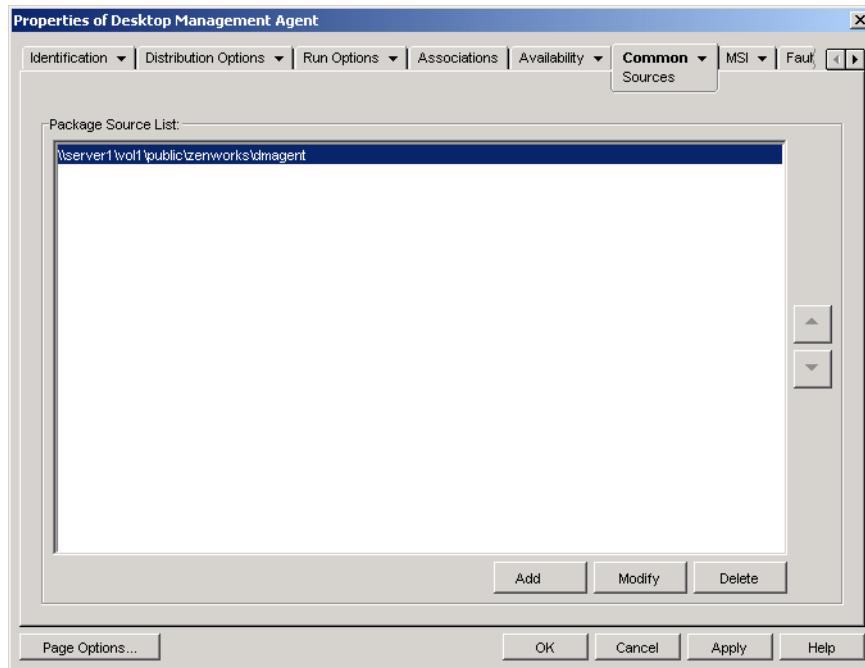 Properties of Desktop Management Agent
Identification Distribution Options Run Options Associations Availability Common MSI
Sources
Package Source List:
\\server1\vol1\public\zenworks\dmagent
Add Modify Delete
Page Options... OK Cancel Apply Help